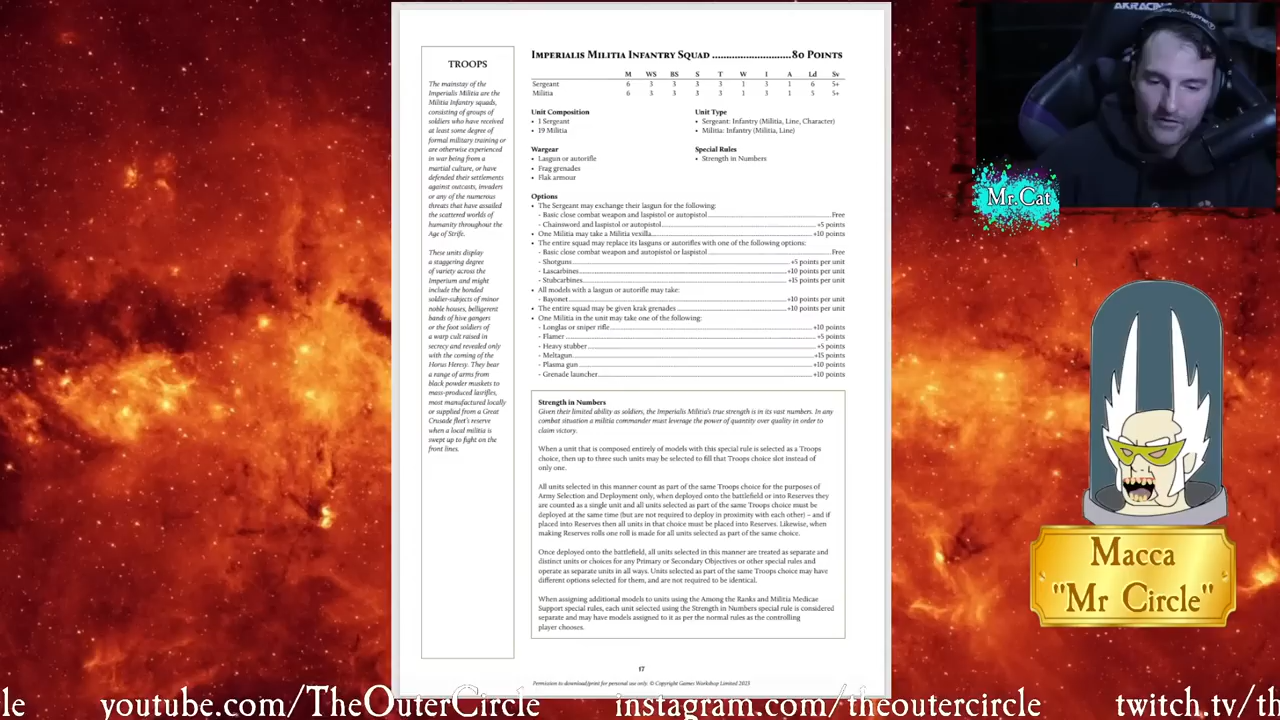 TROOPS
The mainstay of the
Imperialis Militia are the
Militia Infantry squads,
consisting of groups of
soldiers who have received
at least some degree of
formal military training or
are otherwise experienced
in war being from a
martial culture, or have
defended their settlements
against outcasts, invaders
or any of the numerous
threats that have assailed
the scattered worlds of
humanity throughout the
Age of Strife.
These units display
a staggering degree
of variety across the
Imperium and might
include the bonded
soldier-subjects of minor
noble houses, belligerent
bands of hive gangers
or the foot soldiers of
a warp cult raised in
secrecy and revealed only
with the coming of the
Horus Heresy. They bear
a range of arms from
black powder muskets to
mass-produced lasrifles,
most manufactured locally
or supplied from a Great
Crusade fleet's reserve
when a local militia is
swept up to fight on the
front lines.
Imperialis Militia Infantry Squad ............................80 Points
M WS BS S T W I A Ld Sv
Sergeant 6 3 3 3 3 1 3 1 6 5+
Militia 6 3 3 3 3 1 3 1 5 5+
Unit Composition
• 1 Sergeant
• 19 Militia
Unit Type
• Sergeant: Infantry (Militia, Line, Character)
• Militia: Infantry (Militia, Line)
Wargear
• Lasgun or autorifle
• Frag grenades
• Flak armour
Special Rules
• Strength in Numbers
Options
• The Sergeant may exchange their lasgun for the following:
- Basic close combat weapon and laspistol or autopistol Free
- Chainsword and laspistol or autopistol +5 points
• One Militia may take a Militia vexilla +10 points
• The entire squad may replace its lasguns or autorifles with one of the following options:
- Basic close combat weapon and autopistol or laspistol Free
- Shotguns +5 points per unit
- Lascarbines +10 points per unit
- Stubcarbines +15 points per unit
• All models with a lasgun or autorifle may take:
- Bayonet +10 points per unit
• The entire squad may be given krak grenades +10 points per unit
• One Militia in the unit may take one of the following:
- Longlas or sniper rifle +10 points
- Flamer +5 points
- Heavy stubber +5 points
- Meltagun +15 points
- Plasma gun +10 points
- Grenade launcher +10 points
Strength in Numbers
Given their limited ability as soldiers, the Imperialis Militia's true strength is in its vast numbers. In any
combat situation a militia commander must leverage the power of quantity over quality in order to
claim victory.
When a unit that is composed entirely of models with this special rule is selected as a Troops
choice, then up to three such units may be selected to fill that Troops choice slot instead of
only one.
All units selected in this manner count as part of the same Troops choice for the purposes of
Army Selection and Deployment only, when deployed onto the battlefield or into Reserves they
are counted as a single unit and all units selected as part of the same Troops choice must be
deployed at the same time (but are not required to deploy in proximity with each other) – and if
placed into Reserves then all units in that choice must be placed into Reserves. Likewise, when
making Reserves rolls one roll is made for all units selected as part of the same choice.
Once deployed onto the battlefield, all units selected in this manner are treated as separate and
distinct units or choices for any Primary or Secondary Objectives or other special rules and
operate as separate units in all ways. Units selected as part of the same Troops choice may have
different options selected for them, and are not required to be identical.
When assigning additional models to units using the Among the Ranks and Militia Medicae
Support special rules, each unit selected using the Strength in Numbers special rule is considered
separate and may have models assigned to it as per the normal rules as the controlling
player chooses.
17
Permission to download/print for personal use only. © Copyright Games Workshop Limited 2023
AKRACING
Mr.Cat
Macca
"Mr Circle"
le youtube.com/TheOuterCircle instagram.com/theoutercircle twitch.tv/th